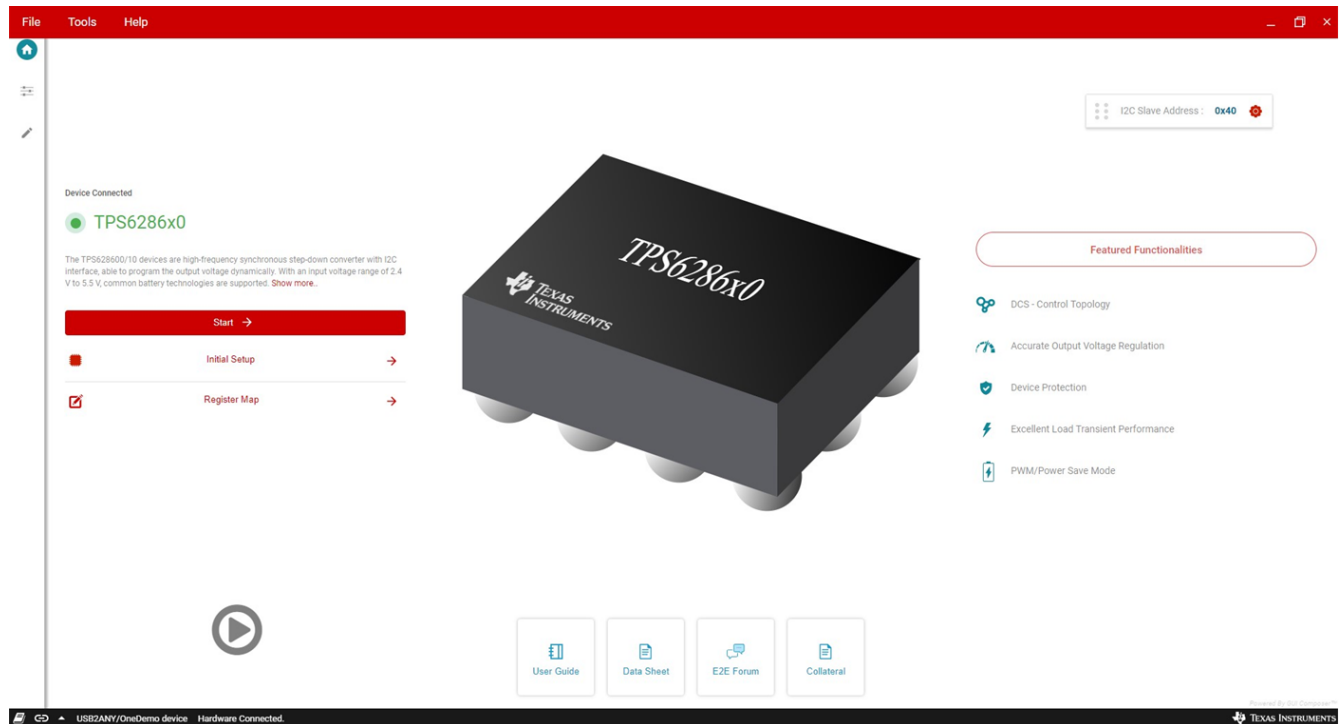 File Tools Help
I2C Slave Address : 0x40
Device Connected
TPS6286x0
The TPS628600/10 devices are high-frequency synchronous step-down converter with I2C
interface, able to program the output voltage dynamically. With an input voltage range of 2.4
V to 5.5 V, common battery technologies are supported. Show more..
Start
Initial Setup
Register Map
TPS6286x0
TEXAS
INSTRUMENTS
Featured Functionalities
DCS - Control Topology
Accurate Output Voltage Regulation
Device Protection
Excellent Load Transient Performance
PWM/Power Save Mode
User Guide
Data Sheet
E2E Forum
Collateral
Powered By GUI Composer™
USB2ANY/OneDemo device Hardware Connected.
TEXAS INSTRUMENTS